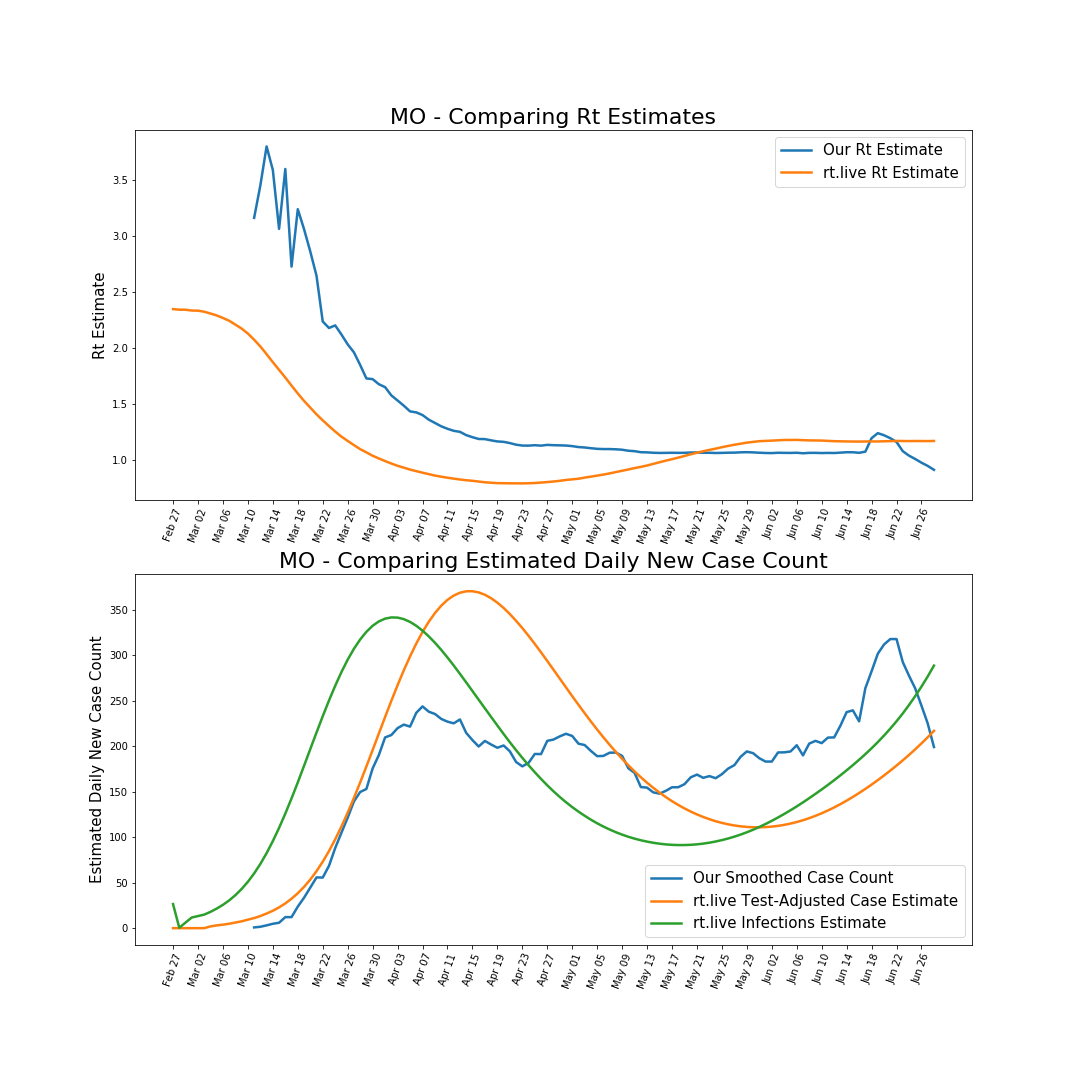 MO - Comparing Rt Estimates
Our Rt Estimate
rt.live Rt Estimate
Rt Estimate
3.5
3.0
2.5
2.0
1.5
1.0
Feb 27 Mar 02 Mar 06 Mar 10 Mar 14 Mar 18 Mar 22 Mar 26 Mar 30 Apr 03 Apr 07 Apr 11 Apr 15 Apr 19 Apr 23 Apr 27 May 01 May 05 May 09 May 13 May 17 May 21 May 25 May 29 Jun 02 Jun 06 Jun 10 Jun 14 Jun 18 Jun 22 Jun 26
MO - Comparing Estimated Daily New Case Count
Estimated Daily New Case Count
350
300
250
200
150
100
50
0
Our Smoothed Case Count
rt.live Test-Adjusted Case Estimate
rt.live Infections Estimate
Feb 27 Mar 02 Mar 06 Mar 10 Mar 14 Mar 18 Mar 22 Mar 26 Mar 30 Apr 03 Apr 07 Apr 11 Apr 15 Apr 19 Apr 23 Apr 27 May 01 May 05 May 09 May 13 May 17 May 21 May 25 May 29 Jun 02 Jun 06 Jun 10 Jun 14 Jun 18 Jun 22 Jun 26